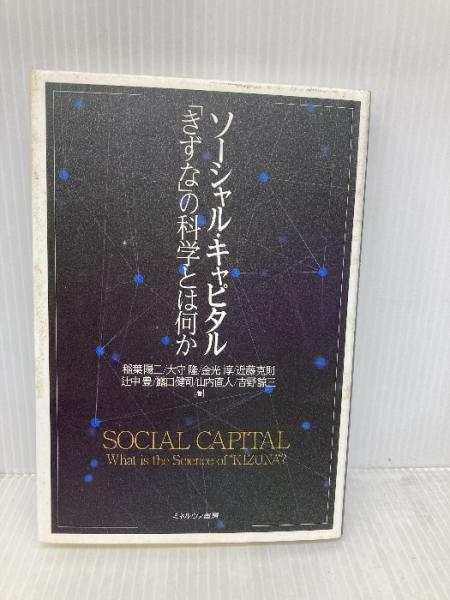 ソーシャル・キャピタル
「きずな」の科学とは何か
稲葉陽二/大守 隆/金光 淳/近藤克則
辻中 豊/露口健司/山内直人/吉野諒三
[著]
SOCIAL CAPITAL
What is the Science of "KIZUNA"?
ミネルヴァ書房